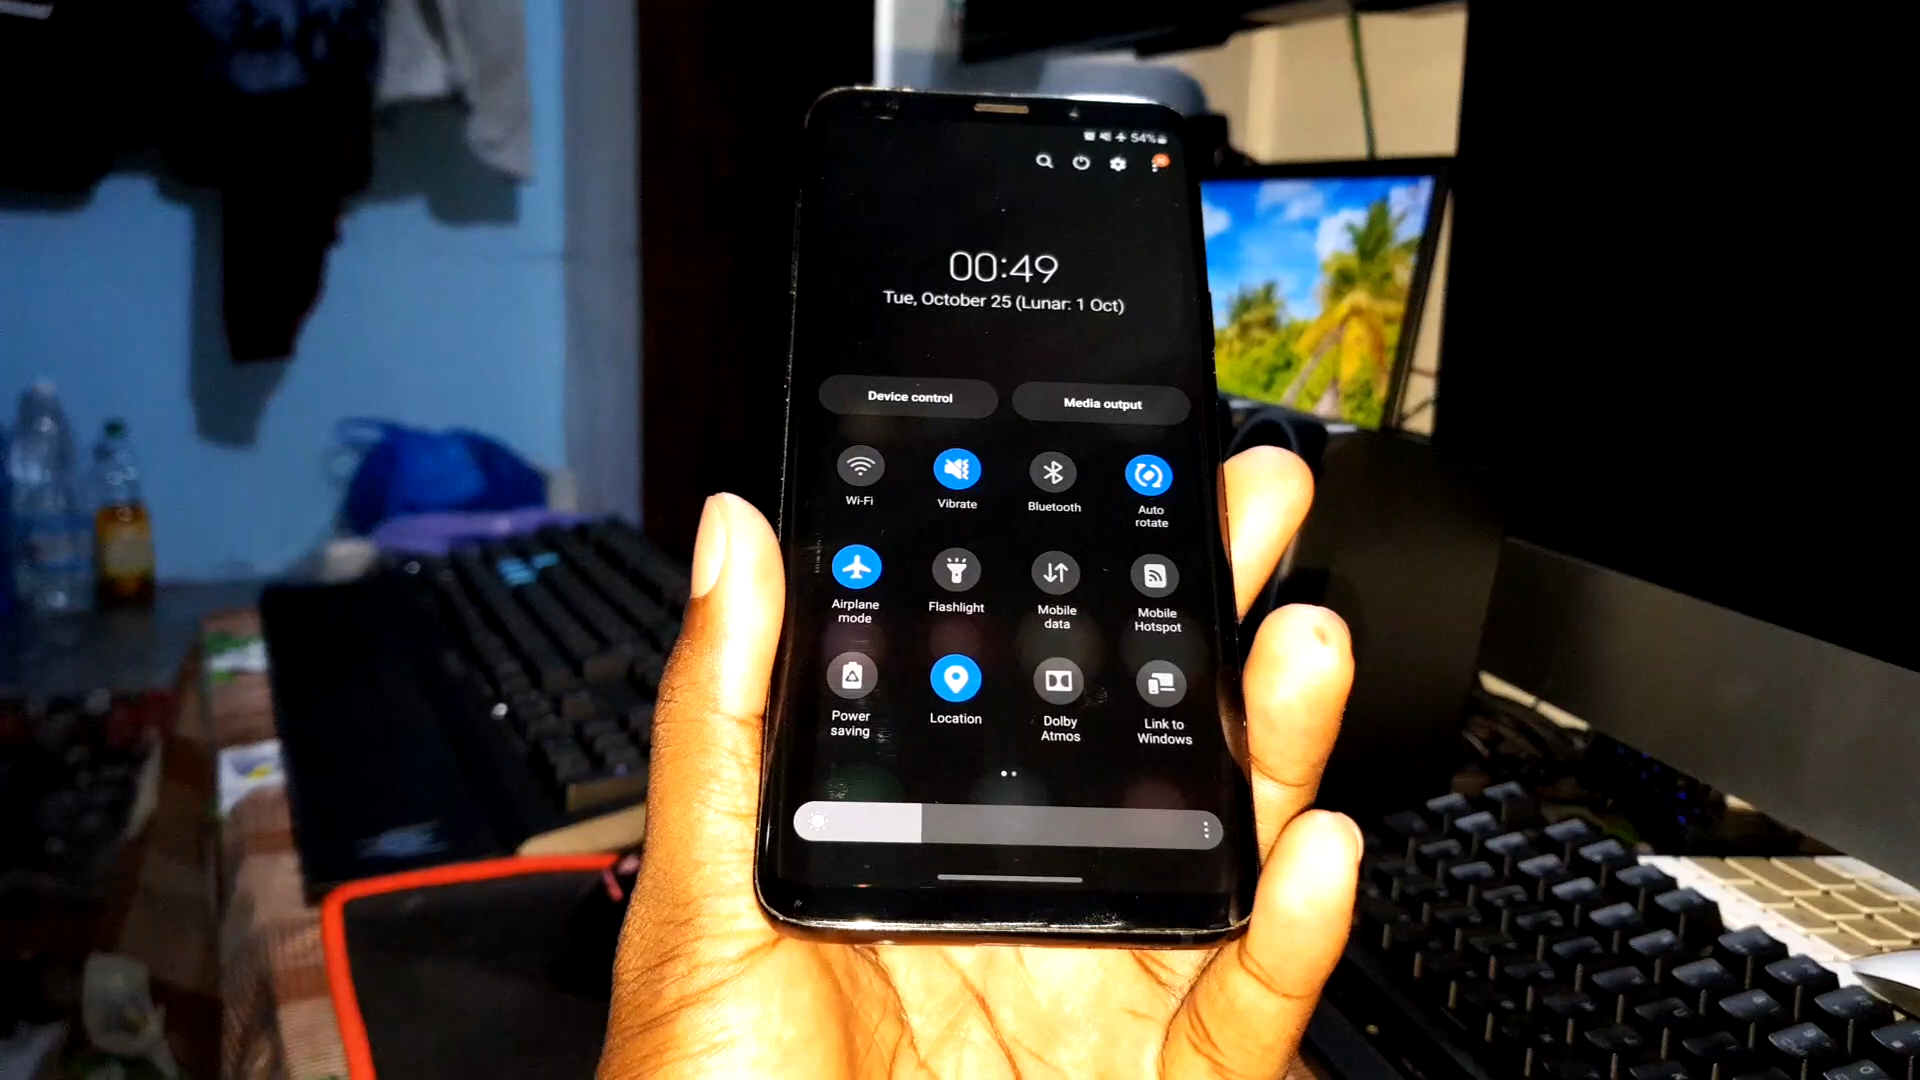 54%
00:49
Tue, October 25 (Lunar: 1 Oct)
Device control
Media output
Wi-Fi
Vibrate
Bluetooth
Auto
rotate
Airplane
mode
Flashlight
Mobile
data
Mobile
Hotspot
Power
saving
Location
Dolby
Atmos
Link to
Windows